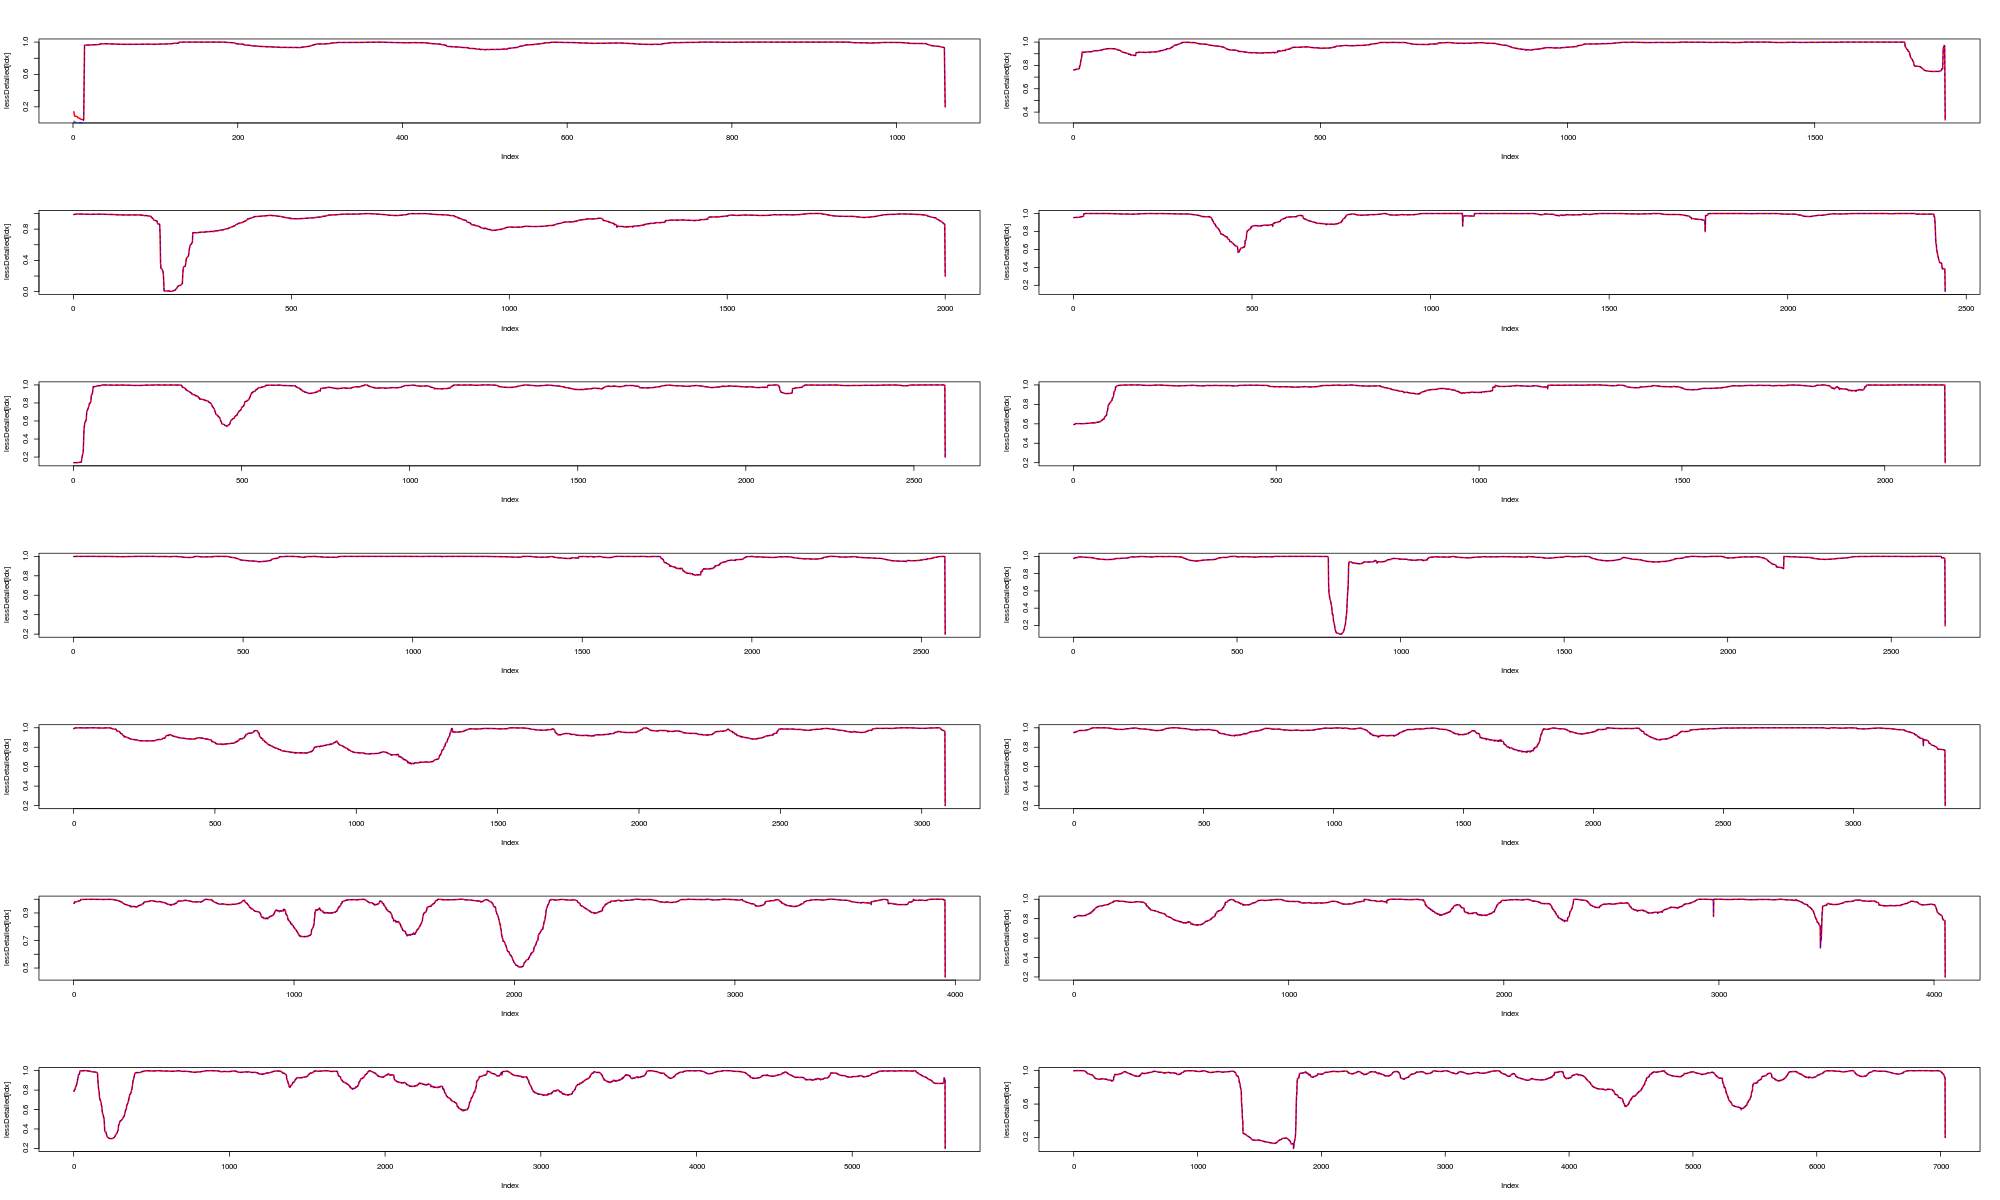 lessDetailed[idx]
0.2 0.6 1.0
0 200 400 600 800 1000
Index
lessDetailed[idx]
0.4 0.6 0.8 1.0
0 500 1000 1500
Index
lessDetailed[idx]
0.0 0.4 0.8
0 500 1000 1500 2000
Index
lessDetailed[idx]
0.2 0.4 0.6 0.8 1.0
0 500 1000 1500 2000 2500
Index
lessDetailed[idx]
0.2 0.4 0.6 0.8 1.0
0 500 1000 1500 2000 2500
Index
lessDetailed[idx]
0.2 0.4 0.6 0.8 1.0
0 500 1000 1500 2000
Index
lessDetailed[idx]
0.2 0.4 0.6 0.8 1.0
0 500 1000 1500 2000 2500
Index
lessDetailed[idx]
0.2 0.4 0.6 0.8 1.0
0 500 1000 1500 2000 2500
Index
lessDetailed[idx]
0.2 0.4 0.6 0.8 1.0
0 500 1000 1500 2000 2500 3000
Index
lessDetailed[idx]
0.2 0.4 0.6 0.8 1.0
0 500 1000 1500 2000 2500 3000
Index
lessDetailed[idx]
0.5 0.7 0.9
0 1000 2000 3000 4000
Index
lessDetailed[idx]
0.2 0.4 0.6 0.8 1.0
0 1000 2000 3000 4000
Index
lessDetailed[idx]
0.2 0.4 0.6 0.8 1.0
0 1000 2000 3000 4000 5000
Index
lessDetailed[idx]
0.2 0.6 1.0
0 1000 2000 3000 4000 5000 6000 7000
Index